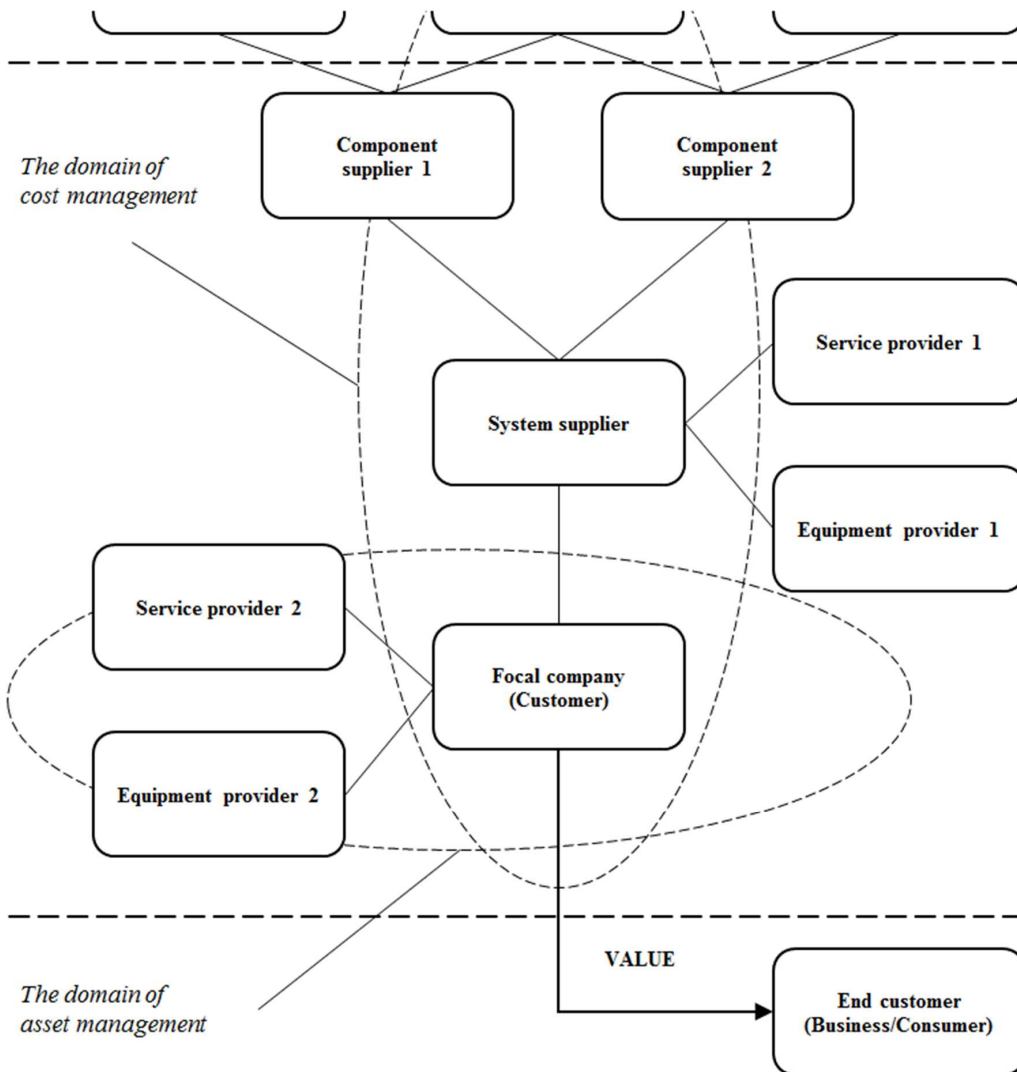 Component
supplier 1
Component
supplier 2
The domain of
cost management
Service provider 1
System supplier
Equipment provider 1
Service provider 2
Focal company
(Customer)
Equipment provider 2
VALUE
The domain of
asset management
End customer
(Business/Consumer)